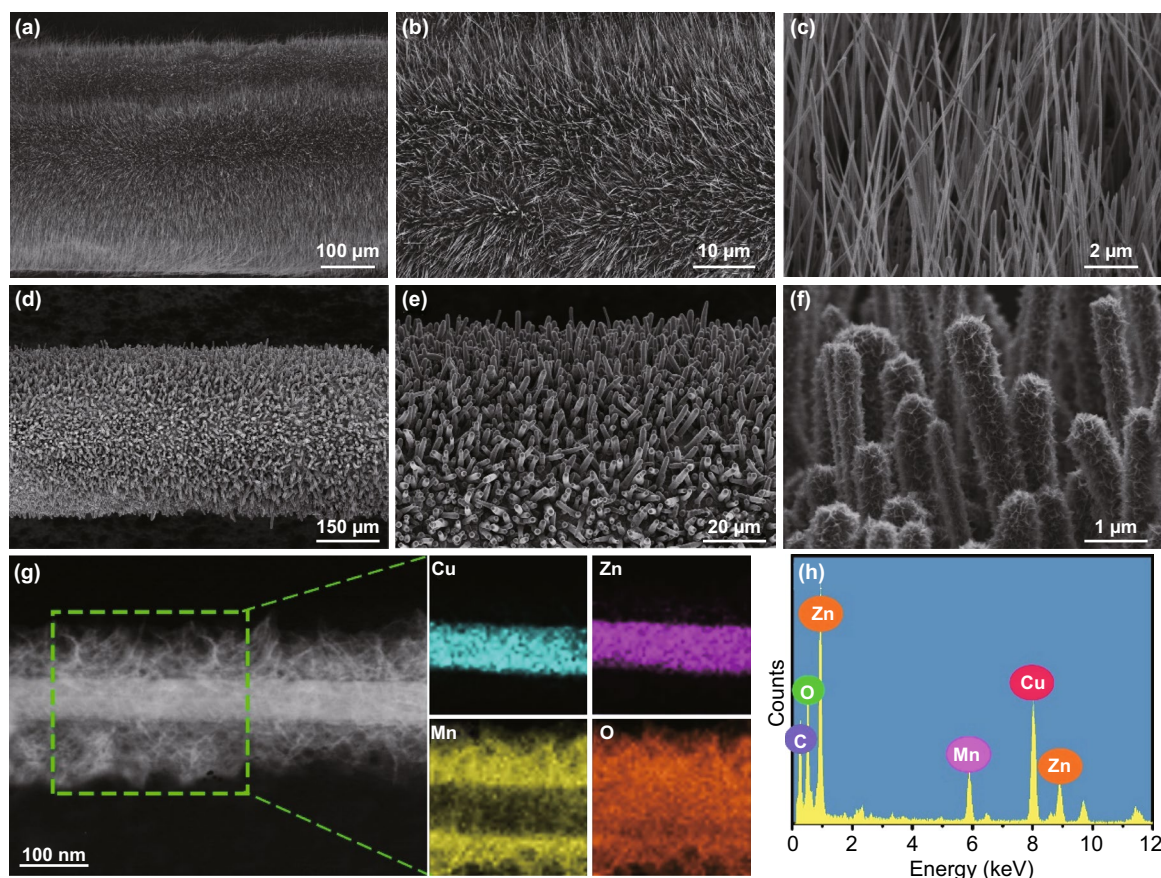 (a)
100 µm
(b)
10 µm
(c)
2 µm
(d)
150 µm
(e)
20 µm
(f)
1 µm
(g)
100 nm
Cu
Zn
Mn
O
(h)
Zn
O
C
Mn
Cu
Zn
Counts
0 2 4 6 8 10 12
Energy (keV)